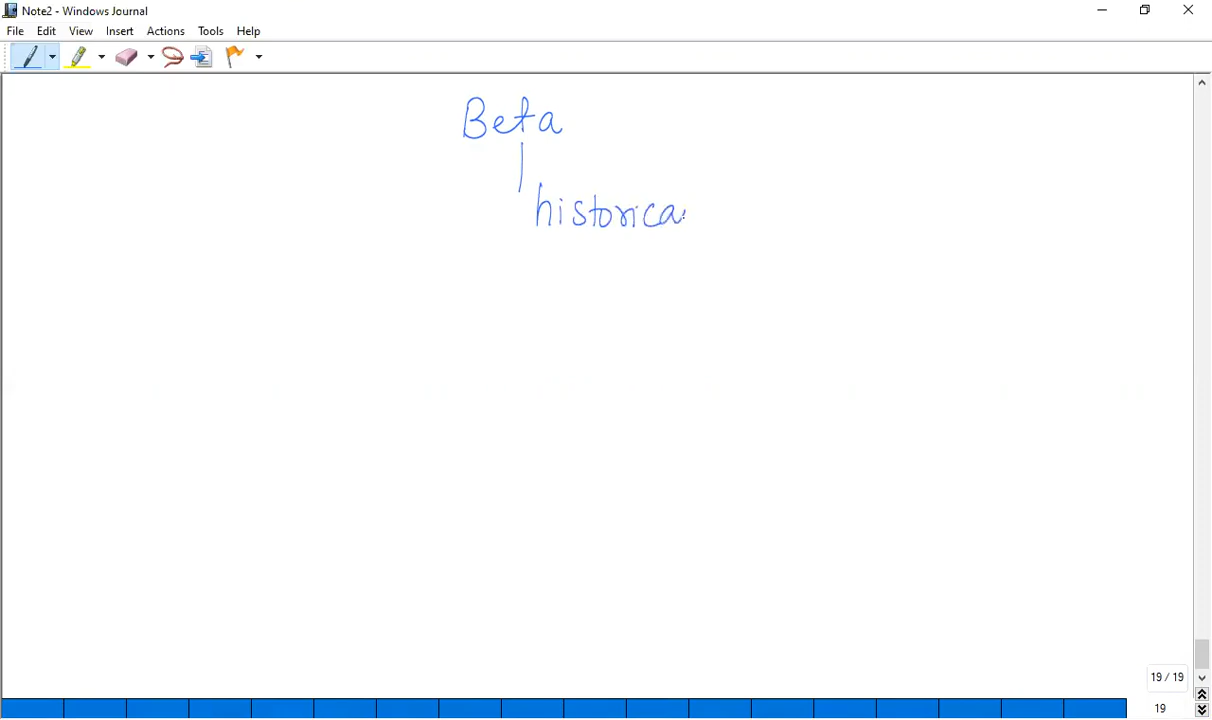 Note2 - Windows Journal
File Edit View Insert Actions Tools Help
Beta
historica
19 / 19
19